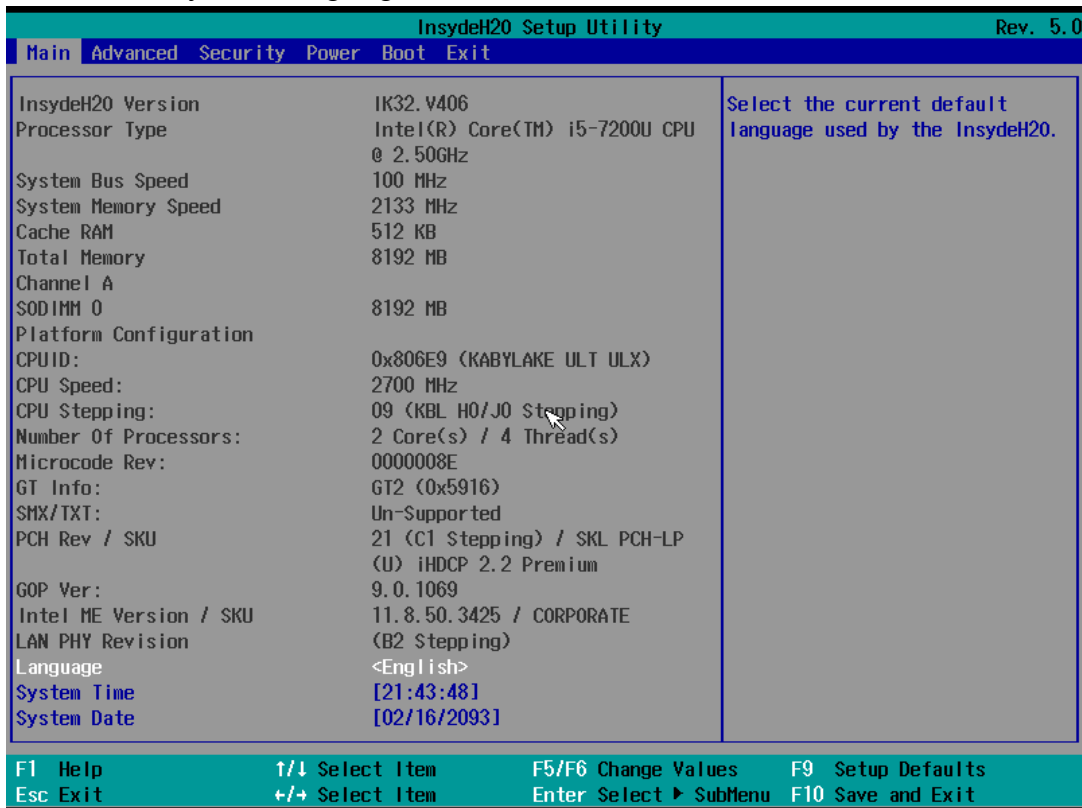 InsydeH20 Setup Utility Rev. 5.0
Main Advanced Security Power Boot Exit
InsydeH20 Version IK32.V406
Processor Type Intel(R) Core(TM) i5-7200U CPU
@ 2.50GHz
System Bus Speed 100 MHz
System Memory Speed 2133 MHz
Cache RAM 512 KB
Total Memory 8192 MB
Channel A
SODIMM 0 8192 MB
Platform Configuration
CPUID: 0x806E9 (KABYLAKE ULT ULX)
CPU Speed: 2700 MHz
CPU Stepping: 09 (KBL H0/J0 Stepping)
Number Of Processors: 2 Core(s) / 4 Thread(s)
Microcode Rev: 0000008E
GT Info: GT2 (0x5916)
SMX/TXT: Un-Supported
PCH Rev / SKU 21 (C1 Stepping) / SKL PCH-LP
(U) iHDCP 2.2 Premium
GOP Ver: 9.0.1069
Intel ME Version / SKU 11.8.50.3425 / CORPORATE
LAN PHY Revision (B2 Stepping)
Language <English>
System Time [21:43:48]
System Date [02/16/2093]
Select the current default
language used by the InsydeH20.
F1 Help ↑/↓ Select Item F5/F6 Change Values F9 Setup Defaults
Esc Exit ←/→ Select Item Enter Select ▶ SubMenu F10 Save and Exit